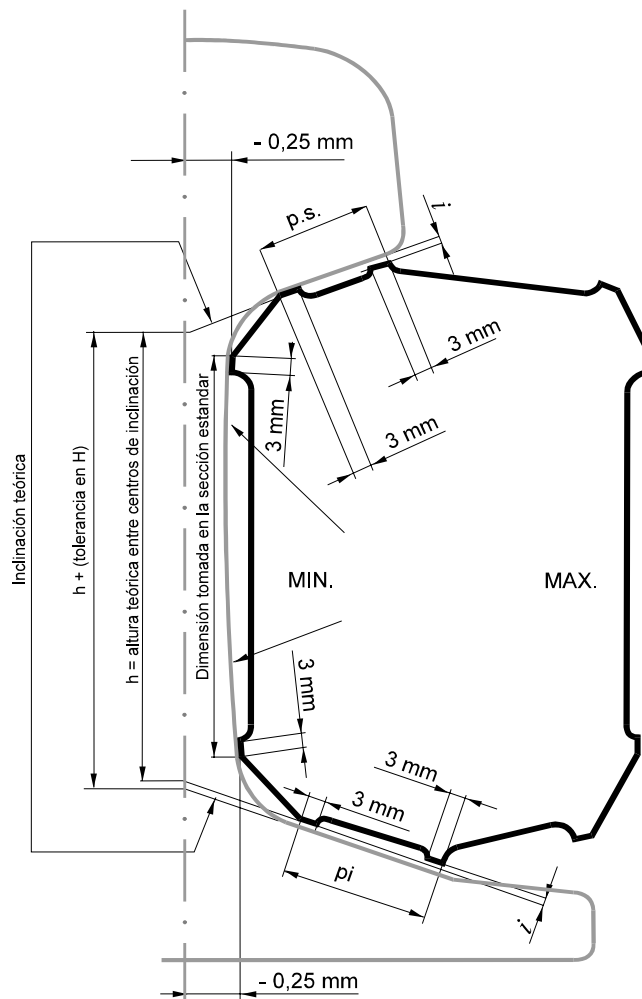 - 0,25 mm
p.s.
i
3 mm
3 mm
3 mm
Inclinación teórica
h + (tolerancia en H)
h = altura teórica entre centros de inclinación
Dimensión tomada en la sección estandar
MIN.
MAX.
3 mm
3 mm
3 mm
pi
i
- 0,25 mm